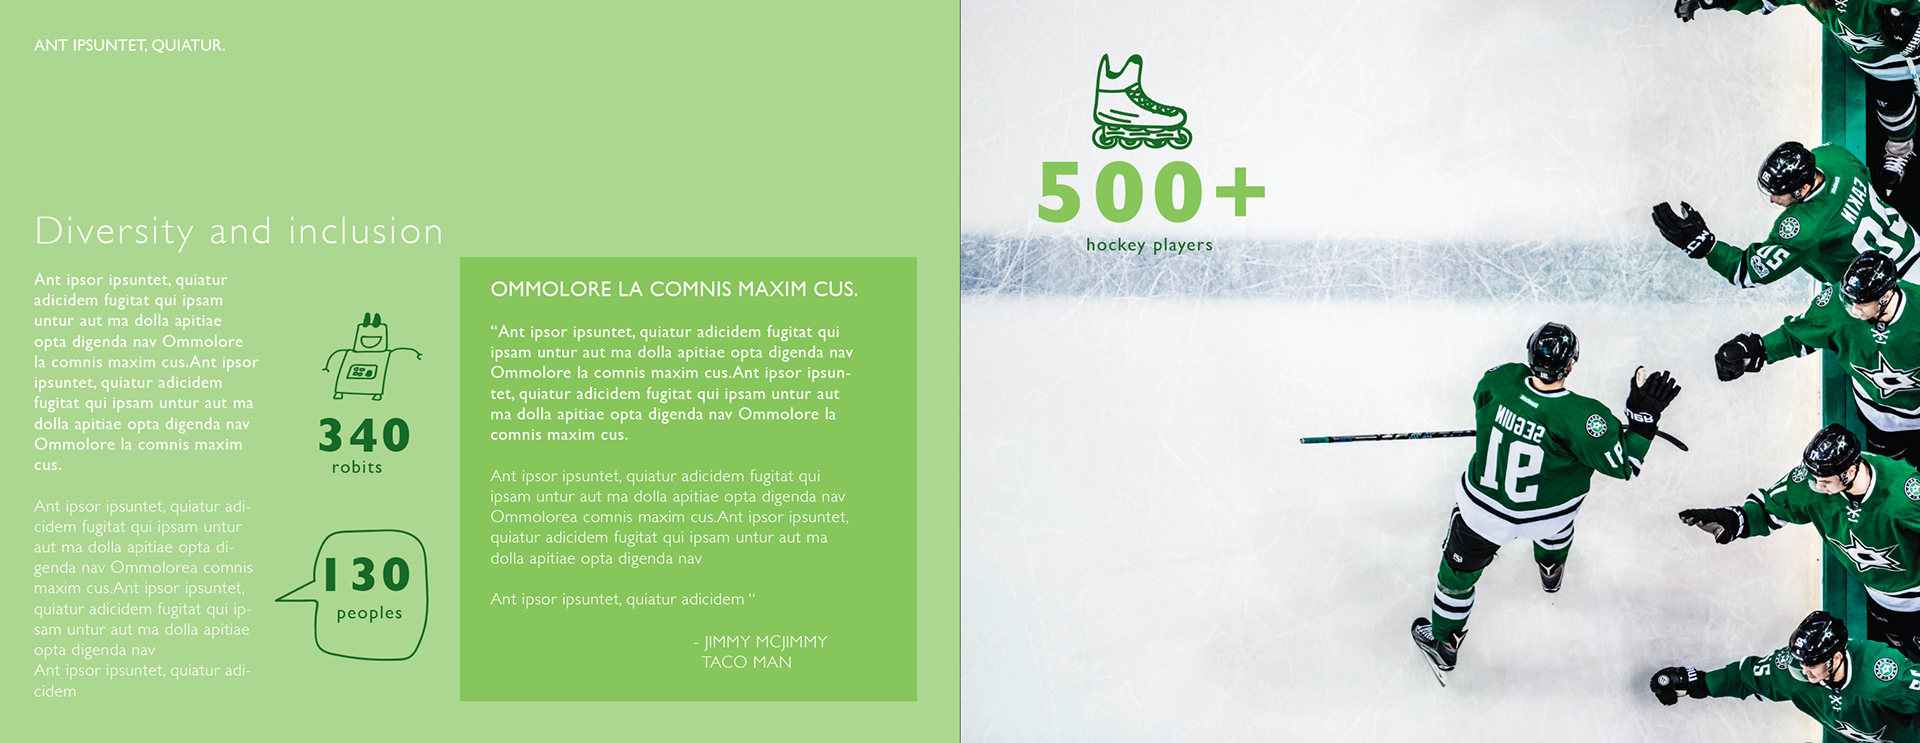 ANT IPSUNTET, QUIATUR.
Diversity and inclusion
Ant ipsor ipsuntet, quiatur
adicidem fugitat qui ipsam
untur aut ma dolla apitiae
opta digenda nav Ommolore
la comnis maxim cus.Ant ipsor
ipsuntet, quiatur adicidem
fugitat qui ipsam untur aut ma
dolla apitiae opta digenda nav
Ommolore la comnis maxim
cus.
Ant ipsor ipsuntet, quiatur adi-
cidem fugitat qui ipsam untur
aut ma dolla apitiae opta di-
genda nav Ommolorea comnis
maxim cus.Ant ipsor ipsuntet,
quiatur adicidem fugitat qui ip-
sam untur aut ma dolla apitiae
opta digenda nav
Ant ipsor ipsuntet, quiatur adi-
cidem
340
robits
130
peoples
OMMOLORE LA COMNIS MAXIM CUS.
“Ant ipsor ipsuntet, quiatur adicidem fugitat qui
ipsam untur aut ma dolla apitiae opta digenda nav
Ommolore la comnis maxim cus.Ant ipsor ipsun-
tet, quiatur adicidem fugitat qui ipsam untur aut
ma dolla apitiae opta digenda nav Ommolore la
comnis maxim cus.
Ant ipsor ipsuntet, quiatur adicidem fugitat qui
ipsam untur aut ma dolla apitiae opta digenda nav
Ommolorea comnis maxim cus.Ant ipsor ipsuntet,
quiatur adicidem fugitat qui ipsam untur aut ma
dolla apitiae opta digenda nav
Ant ipsor ipsuntet, quiatur adicidem “
- JIMMY MCJIMMY
TACO MAN
500+
hockey players
EAKIN
SEGUIN
91